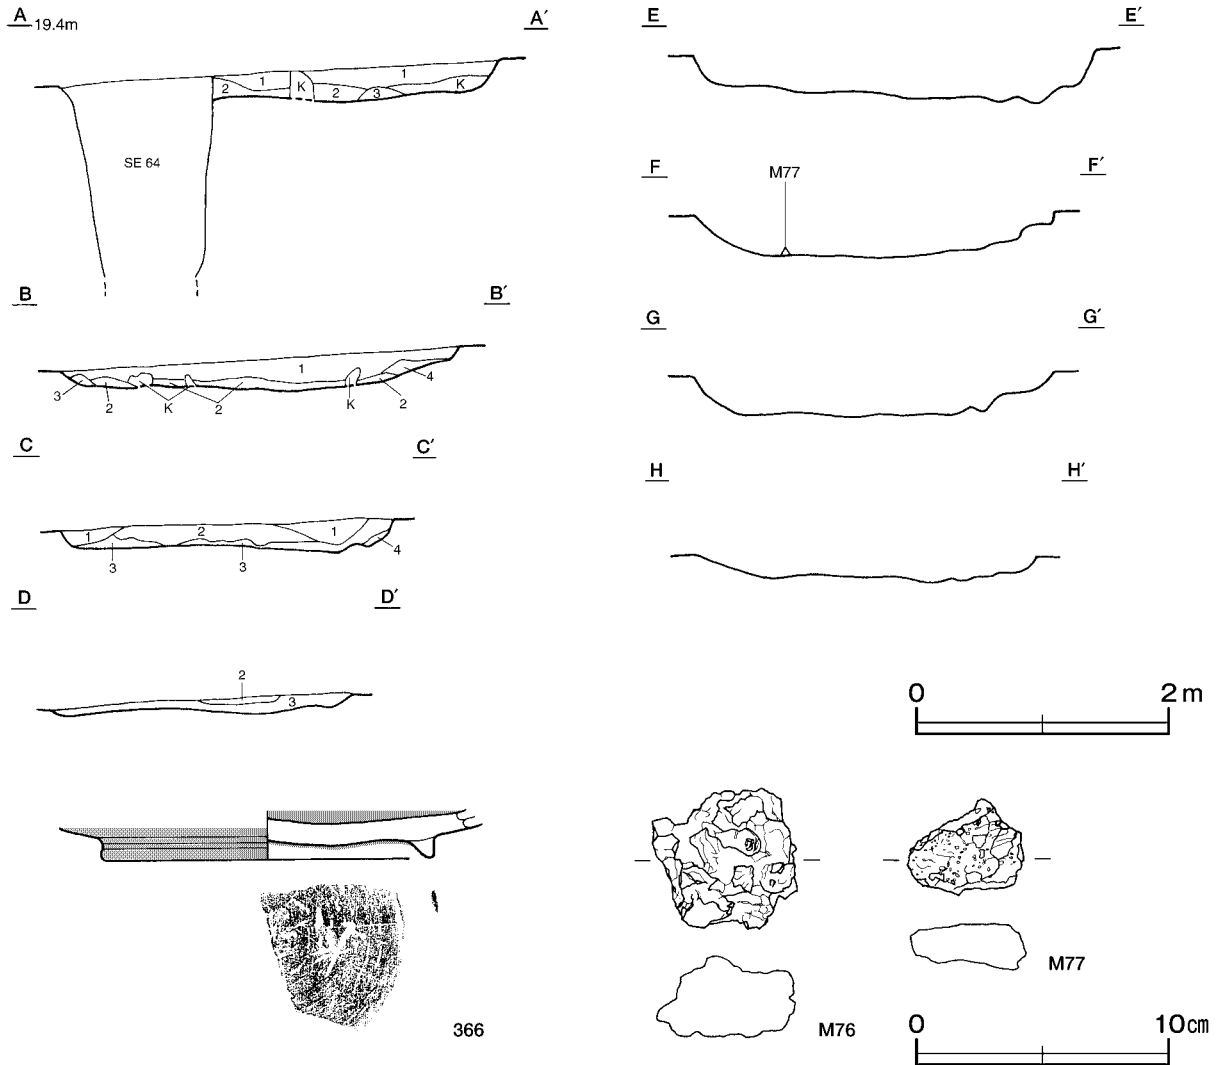 A 19.4m A′
1 1 K 2 2 3 K
SE 64
B B′
1
3 2 K 2 K 2 4
C C′
1 2 1
3 3 4
D D′
2
3
366
E E′
F M77 F′
G G′
H H′
0 2m
M76
M77
0 10cm